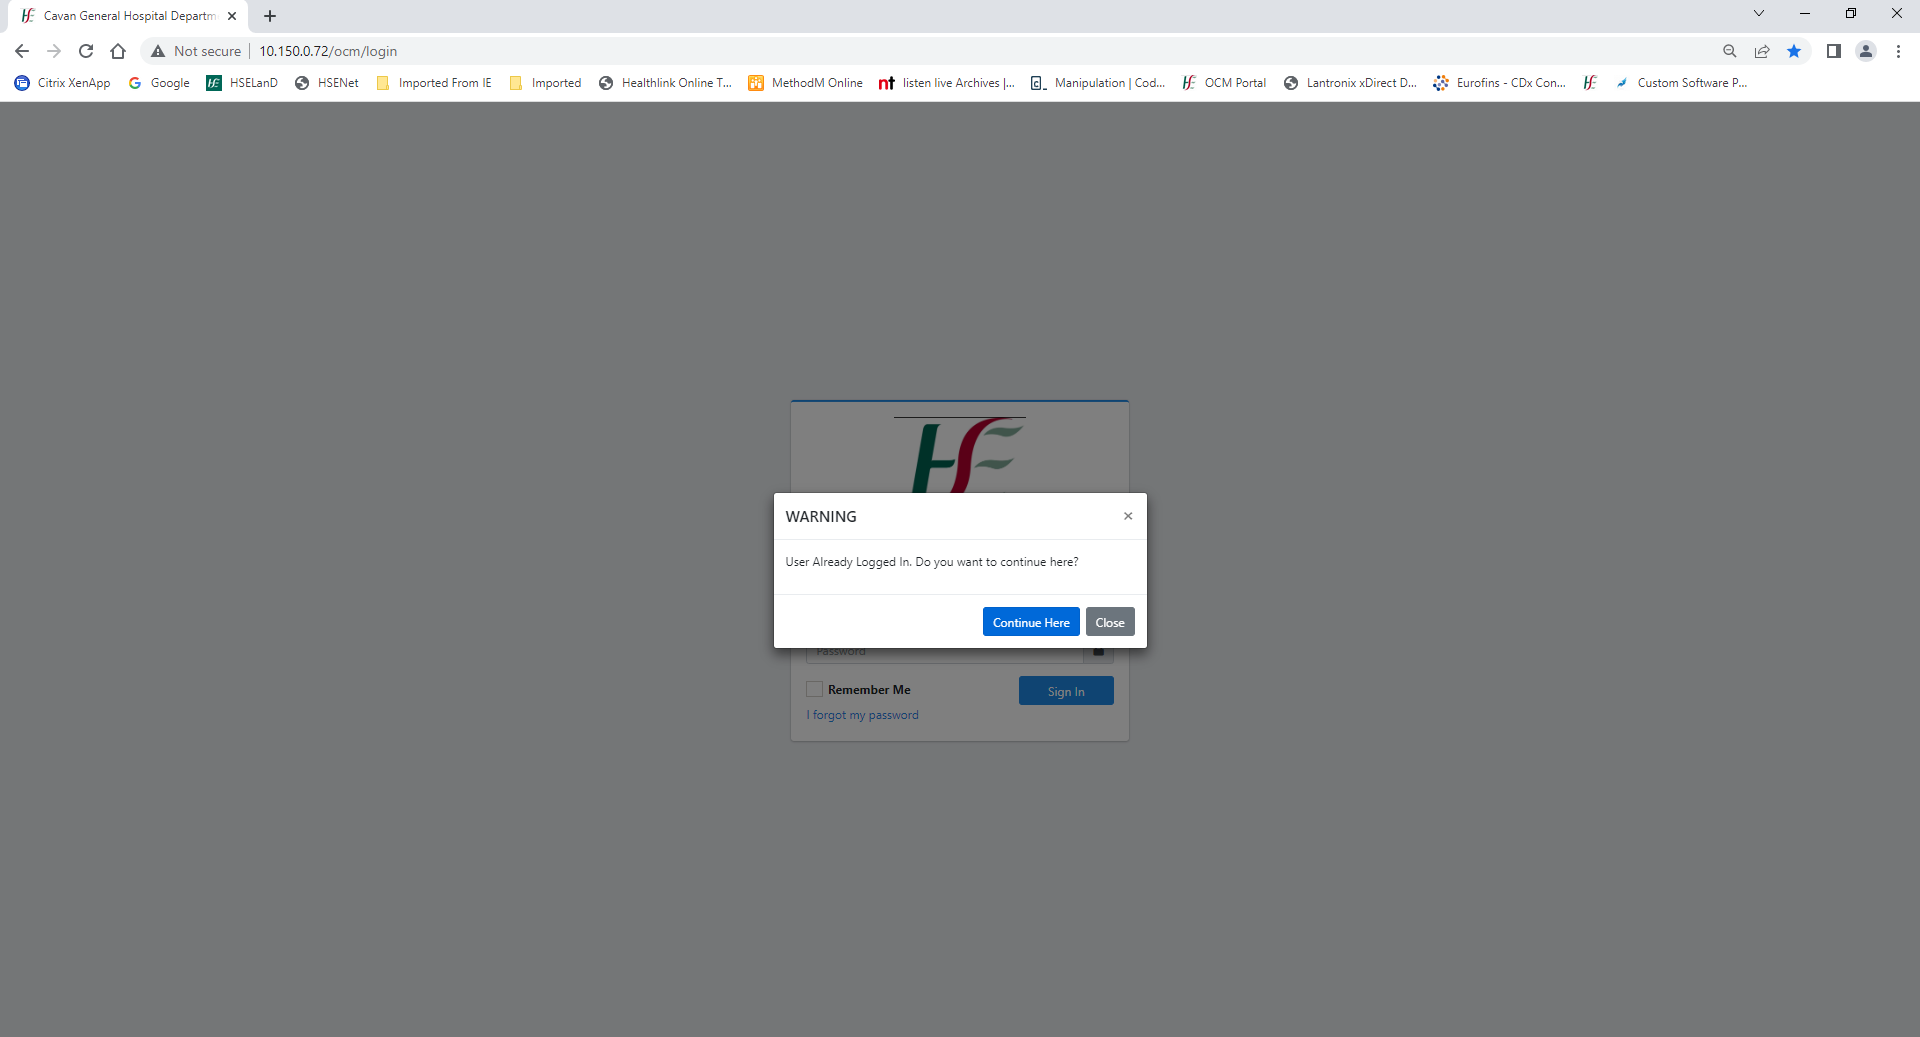 Cavan General Hospital Departm
Not secure
10.150.0.72/ocm/login
Citrix XenApp
Google
HSELanD
HSENet
Imported From IE
Imported
Healthlink Online T...
MethodM Online
nt
listen live Archives |...
Manipulation | Cod...
OCM Portal
Lantronix xDirect D...
Eurofins - CDx Con...
Custom Software P...
WARNING
×
User Already Logged In. Do you want to continue here?
Continue Here
Close
Password
Remember Me
Sign In
I forgot my password